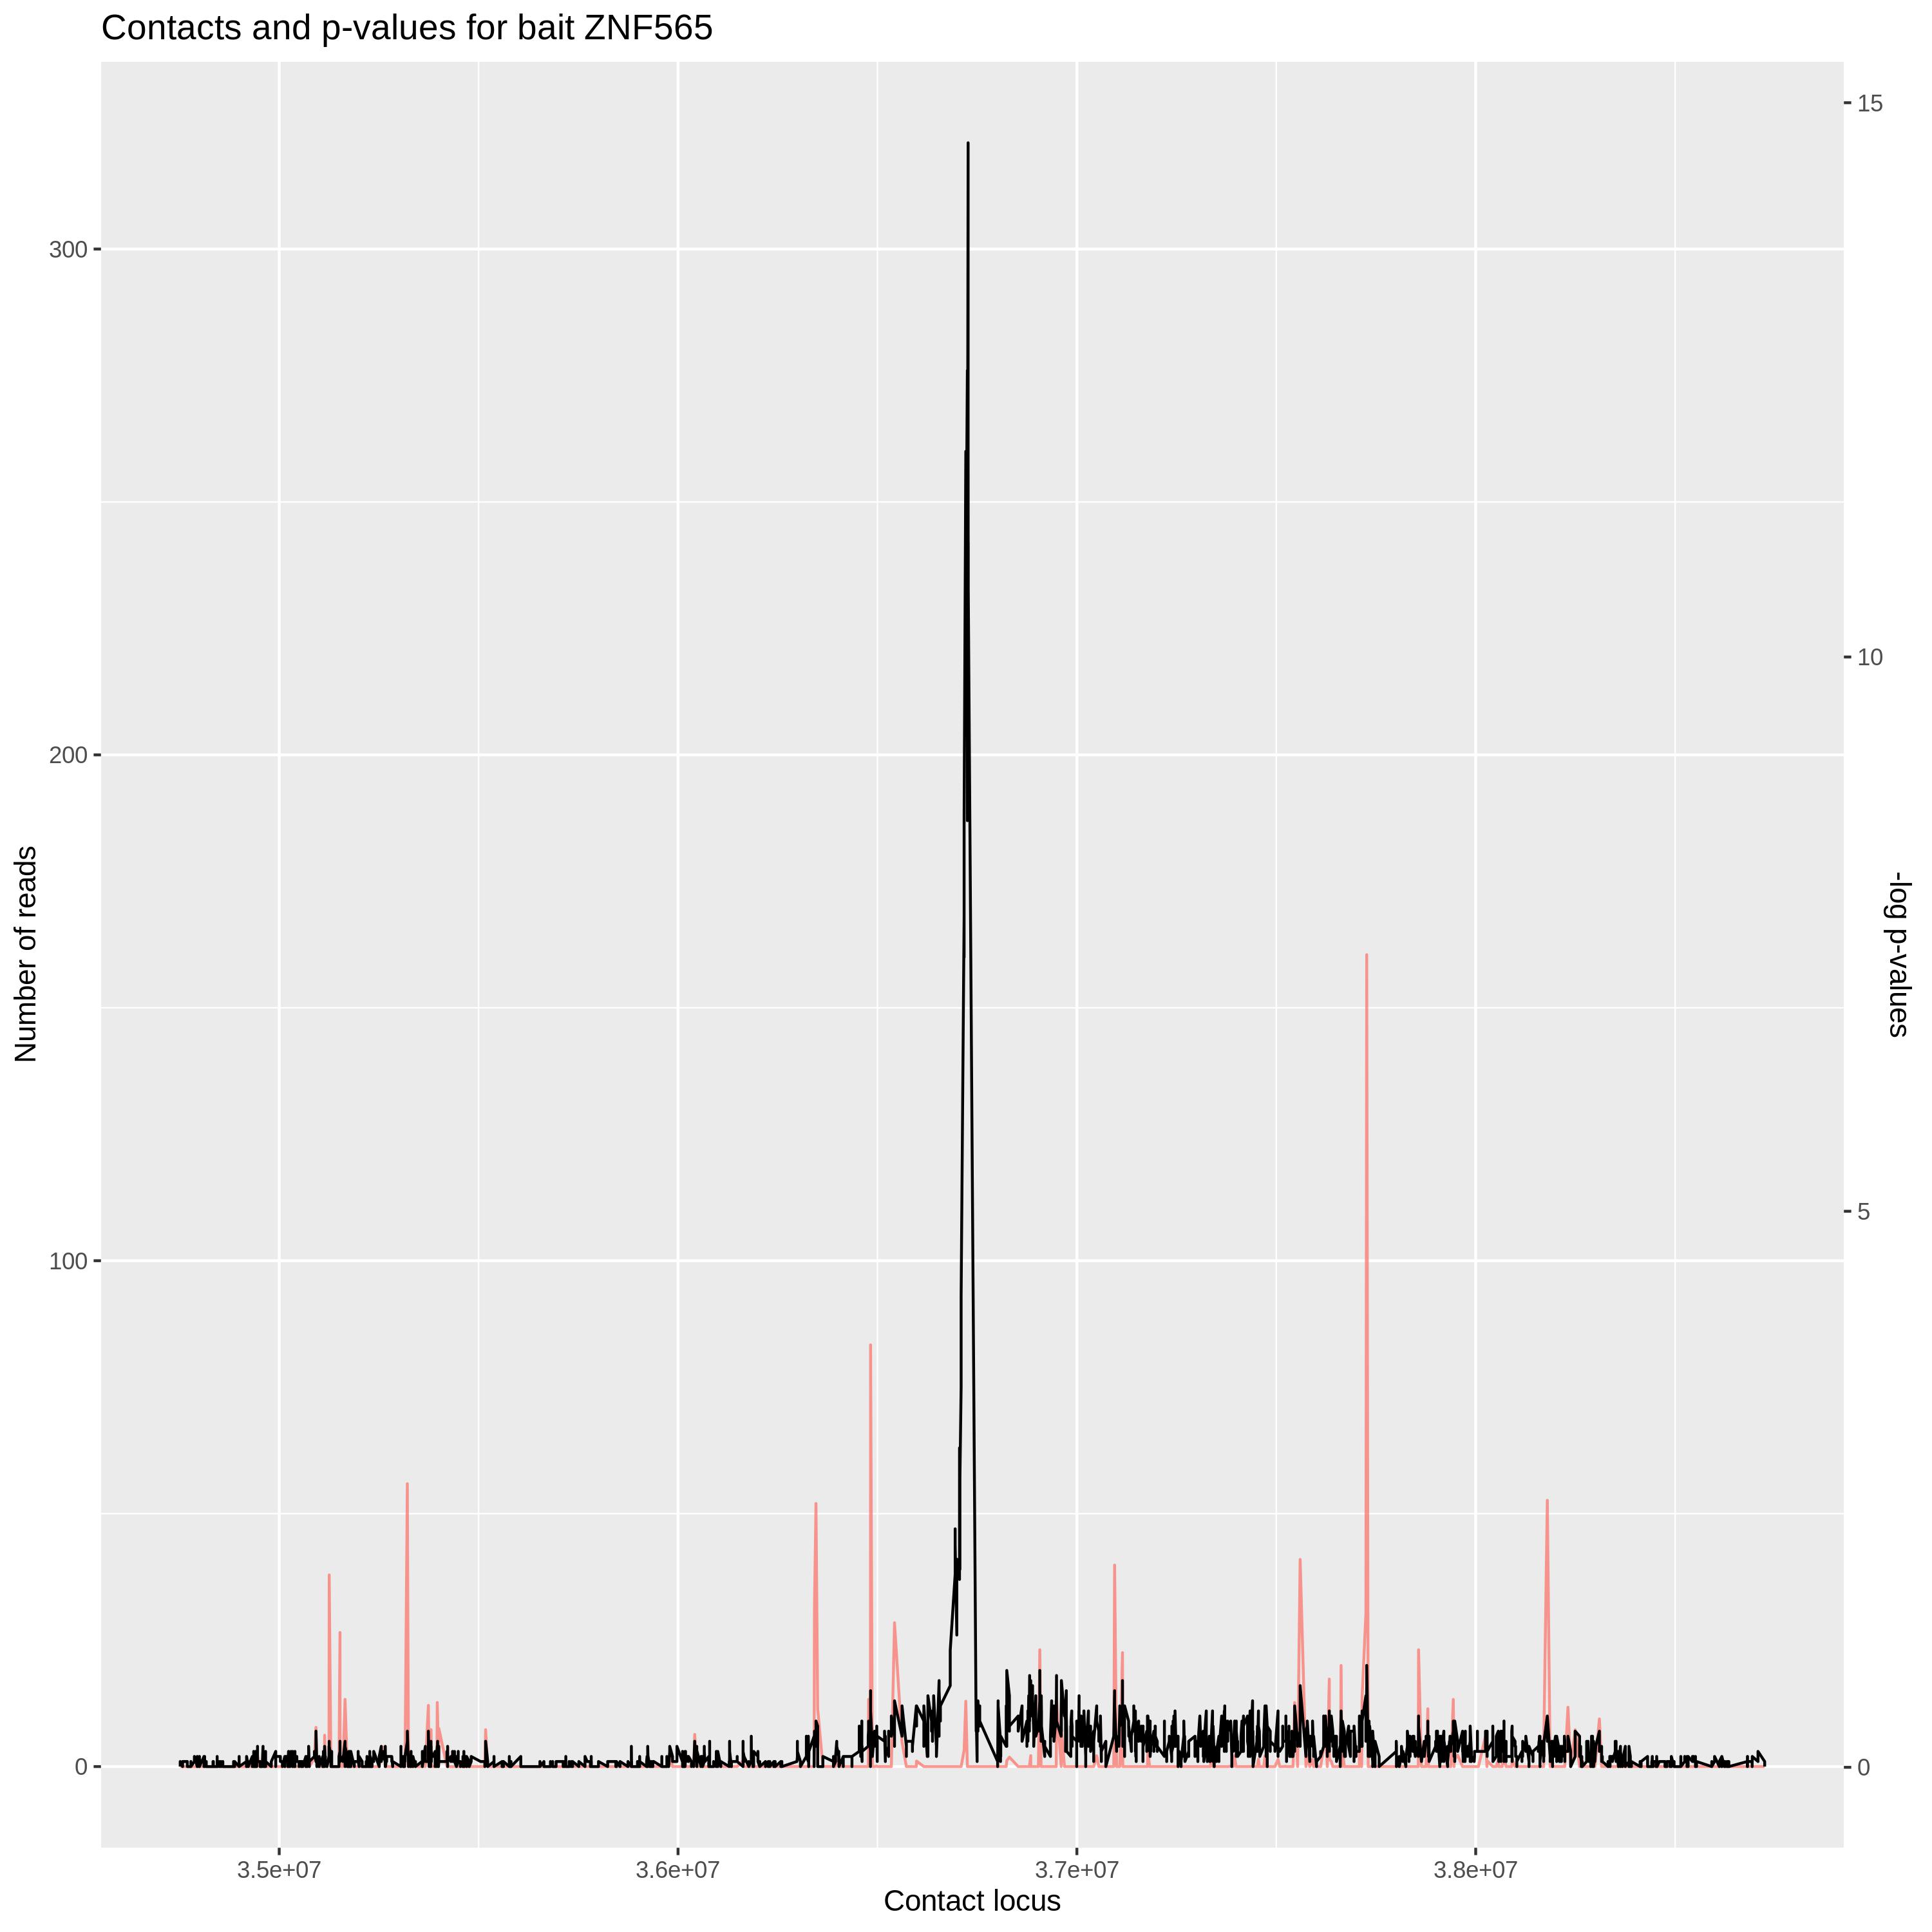 Contacts and p-values for bait ZNF565
15
300
10
200
Number of reads
-log p-values
5
100
0
0
3.5e+07
3.6e+07
3.7e+07
3.8e+07
Contact locus